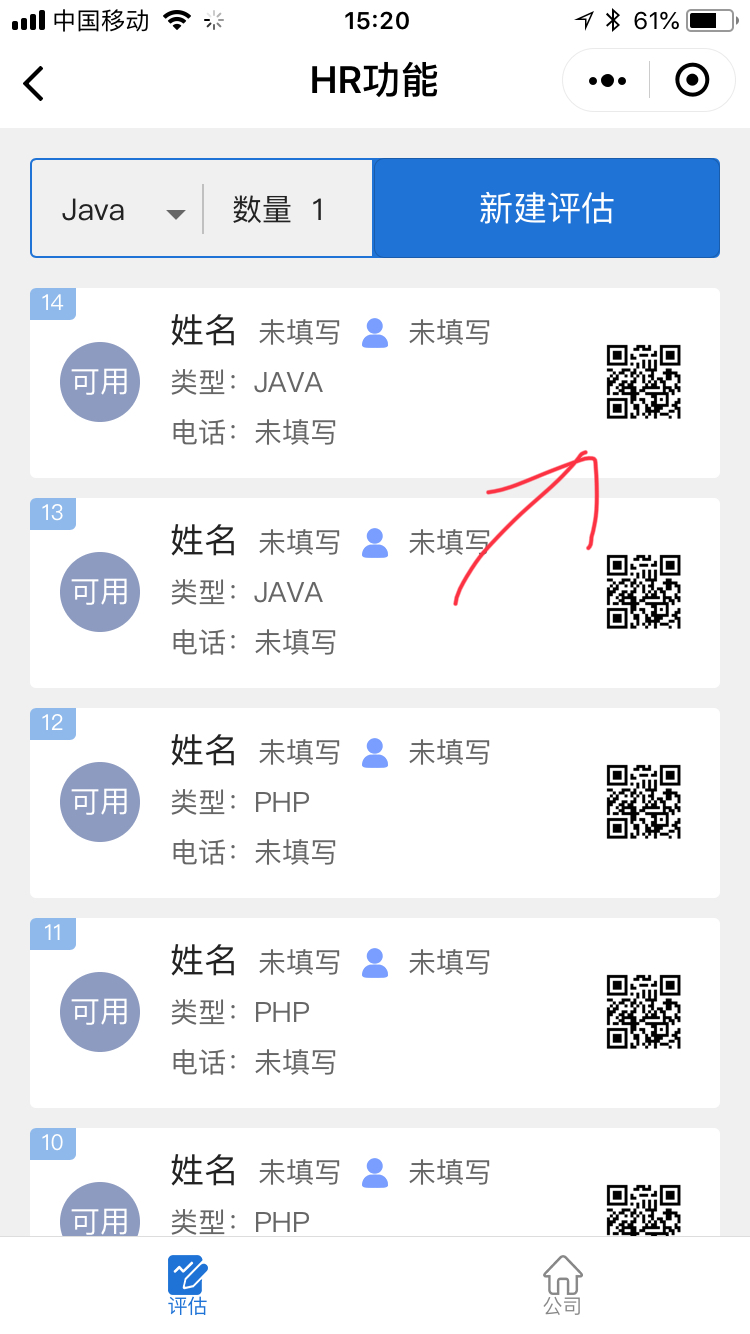 中国移动 15:20 61%
HR功能
Java 数量 1 新建评估
14
姓名 未填写 未填写
可用
类型：JAVA
电话：未填写
13
姓名 未填写 未填写
可用
类型：JAVA
电话：未填写
12
姓名 未填写 未填写
可用
类型：PHP
电话：未填写
11
姓名 未填写 未填写
可用
类型：PHP
电话：未填写
10
姓名 未填写 未填写
可用
类型：PHP
评估 公司